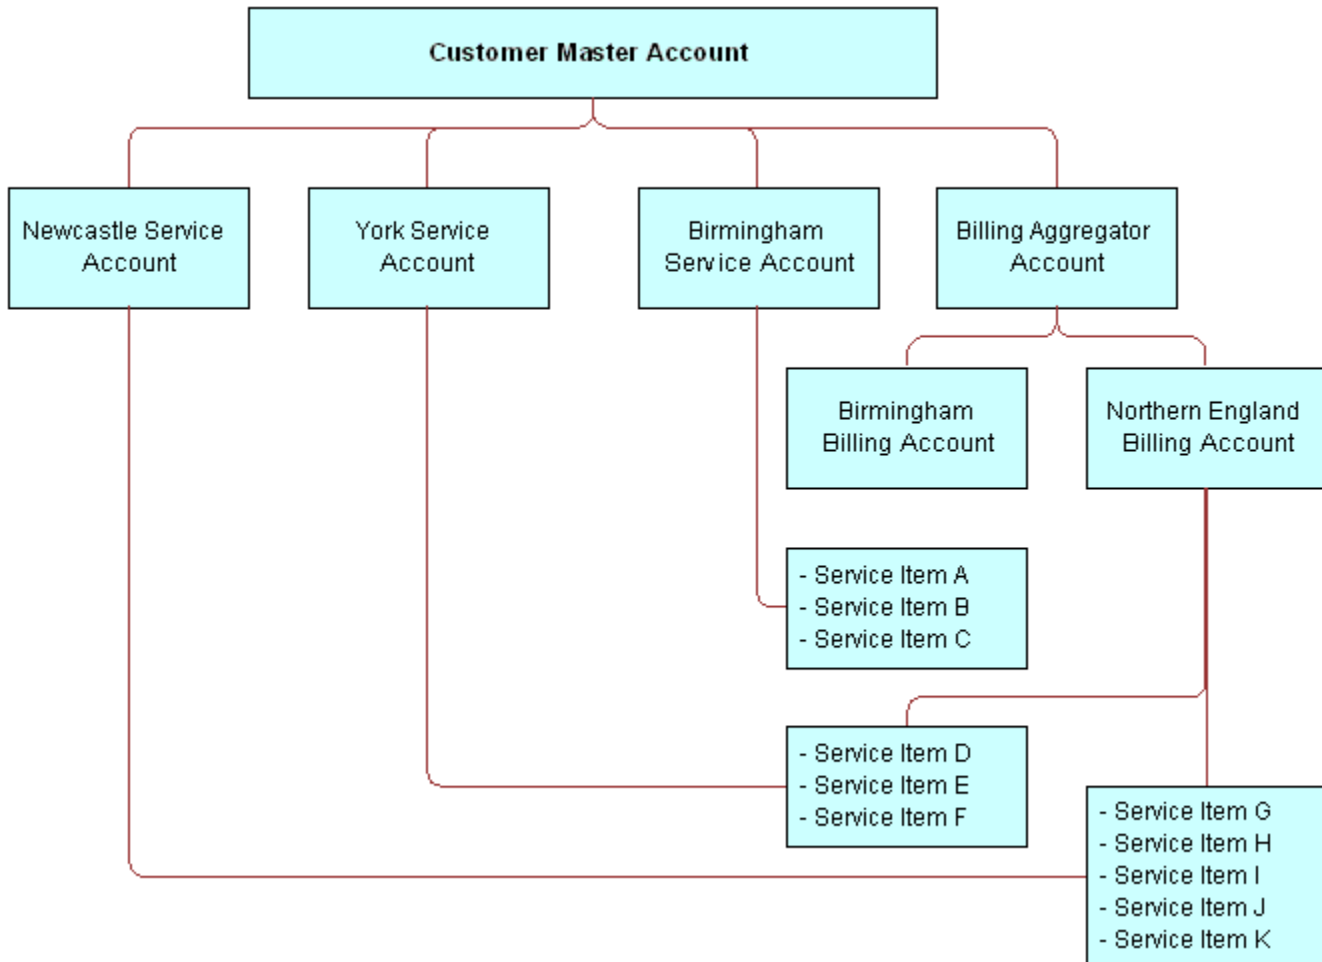 Customer Master Account
Newcastle Service
Account
York Service
Account
Birmingham
Service Account
Billing Aggregator
Account
Birmingham
Billing Account
Northern England
Billing Account
- Service Item A
- Service Item B
- Service Item C
- Service Item D
- Service Item E
- Service Item F
- Service Item G
- Service Item H
- Service Item I
- Service Item J
- Service Item K